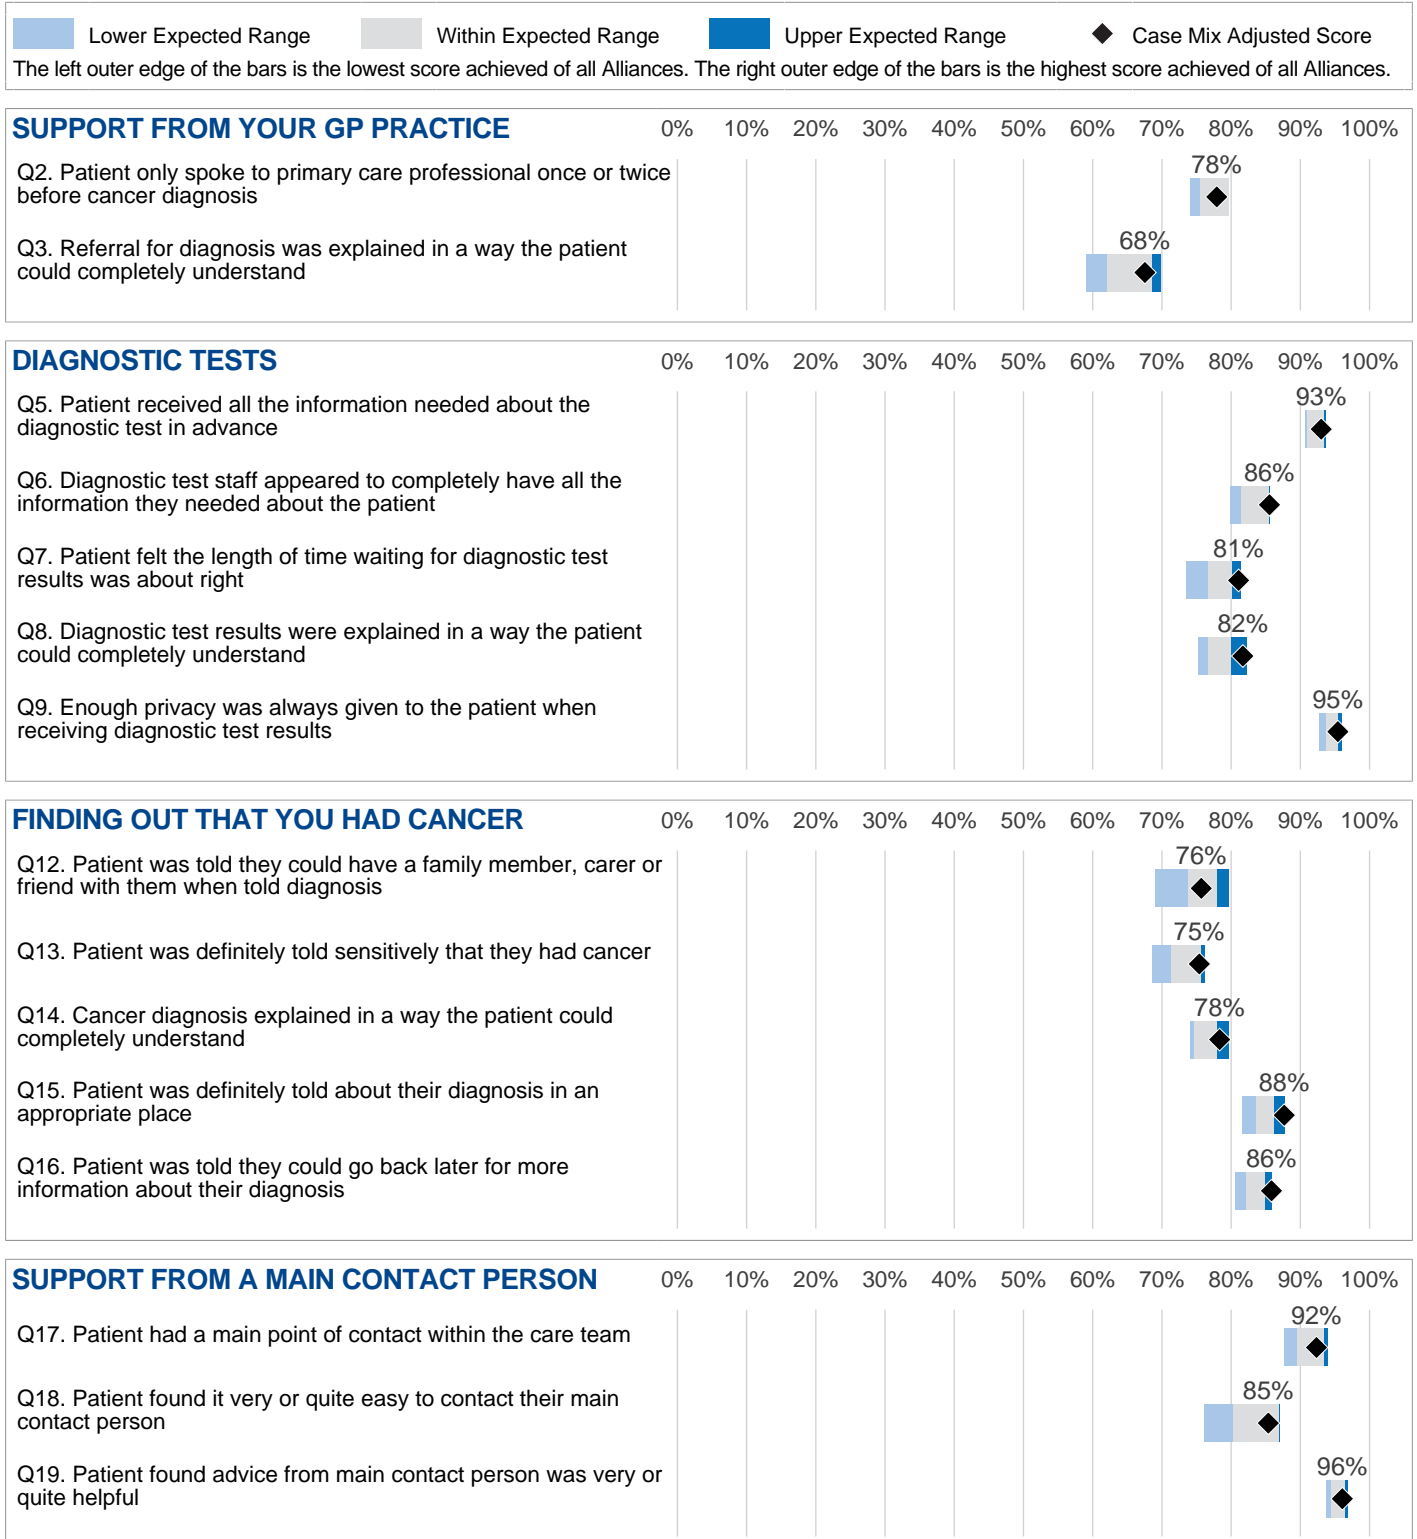 Lower Expected Range Within Expected Range Upper Expected Range Case Mix Adjusted Score
The left outer edge of the bars is the lowest score achieved of all Alliances. The right outer edge of the bars is the highest score achieved of all Alliances.
SUPPORT FROM YOUR GP PRACTICE 0% 10% 20% 30% 40% 50% 60% 70% 80% 90% 100%
78%
Q2. Patient only spoke to primary care professional once or twice
before cancer diagnosis
68%
Q3. Referral for diagnosis was explained in a way the patient
could completely understand
DIAGNOSTIC TESTS 0% 10% 20% 30% 40% 50% 60% 70% 80% 90% 100%
93%
Q5. Patient received all the information needed about the
diagnostic test in advance
86%
Q6. Diagnostic test staff appeared to completely have all the
information they needed about the patient
81%
Q7. Patient felt the length of time waiting for diagnostic test
results was about right
82%
Q8. Diagnostic test results were explained in a way the patient
could completely understand
95%
Q9. Enough privacy was always given to the patient when
receiving diagnostic test results
FINDING OUT THAT YOU HAD CANCER 0% 10% 20% 30% 40% 50% 60% 70% 80% 90% 100%
76%
Q12. Patient was told they could have a family member, carer or
friend with them when told diagnosis
75%
Q13. Patient was definitely told sensitively that they had cancer
78%
Q14. Cancer diagnosis explained in a way the patient could
completely understand
88%
Q15. Patient was definitely told about their diagnosis in an
appropriate place
86%
Q16. Patient was told they could go back later for more
information about their diagnosis
SUPPORT FROM A MAIN CONTACT PERSON 0% 10% 20% 30% 40% 50% 60% 70% 80% 90% 100%
92%
Q17. Patient had a main point of contact within the care team
85%
Q18. Patient found it very or quite easy to contact their main
contact person
96%
Q19. Patient found advice from main contact person was very or
quite helpful